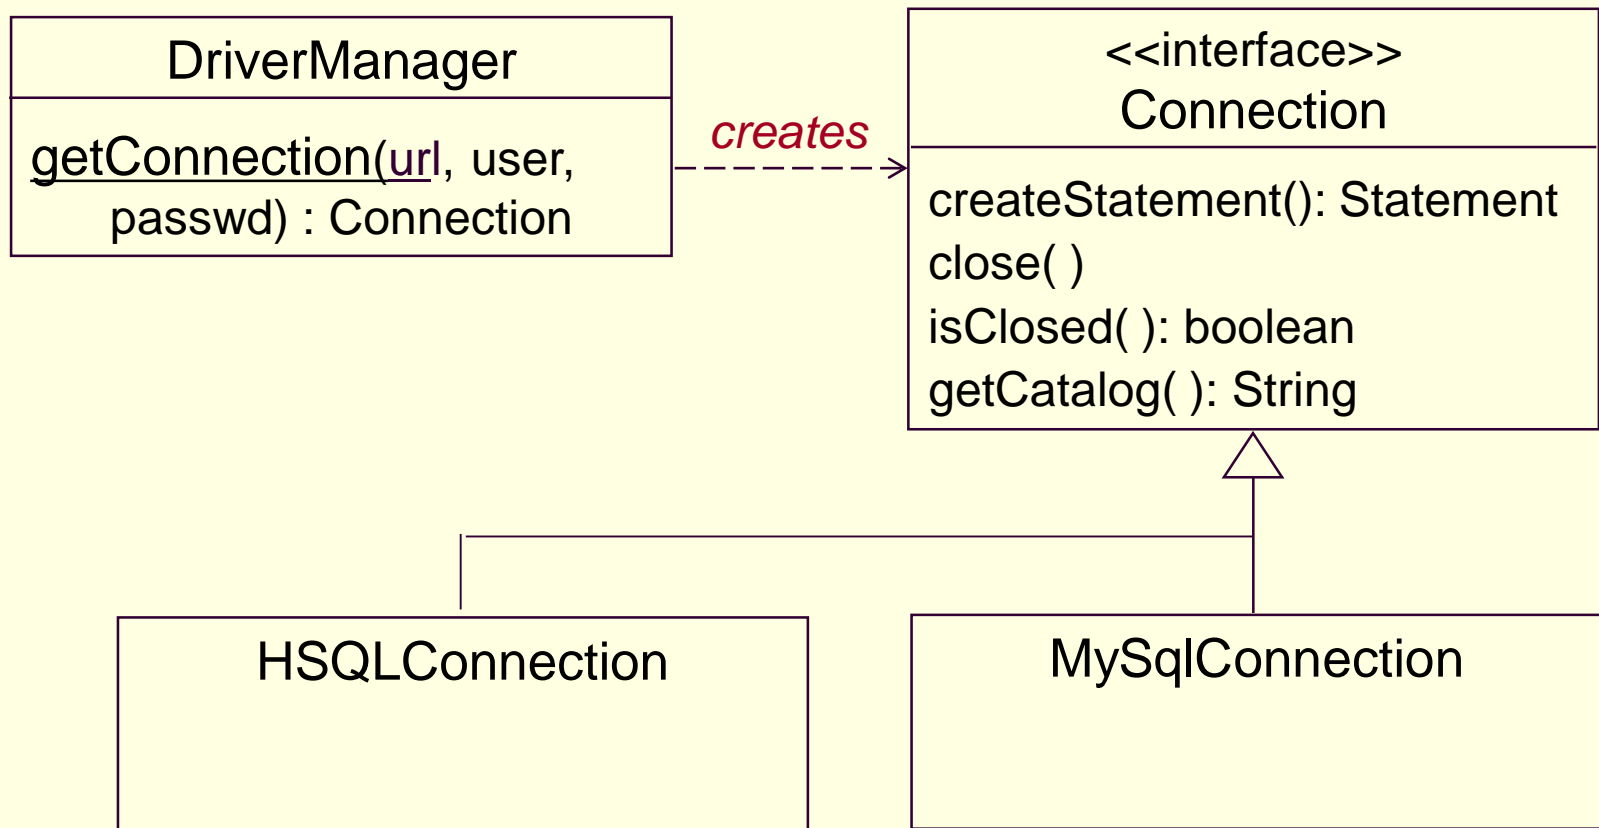 DriverManager
getConnection(url, user,
passwd) : Connection
creates
<<interface>>
Connection
createStatement(): Statement
close( )
isClosed( ): boolean
getCatalog( ): String
HSQLConnection
MySqlConnection